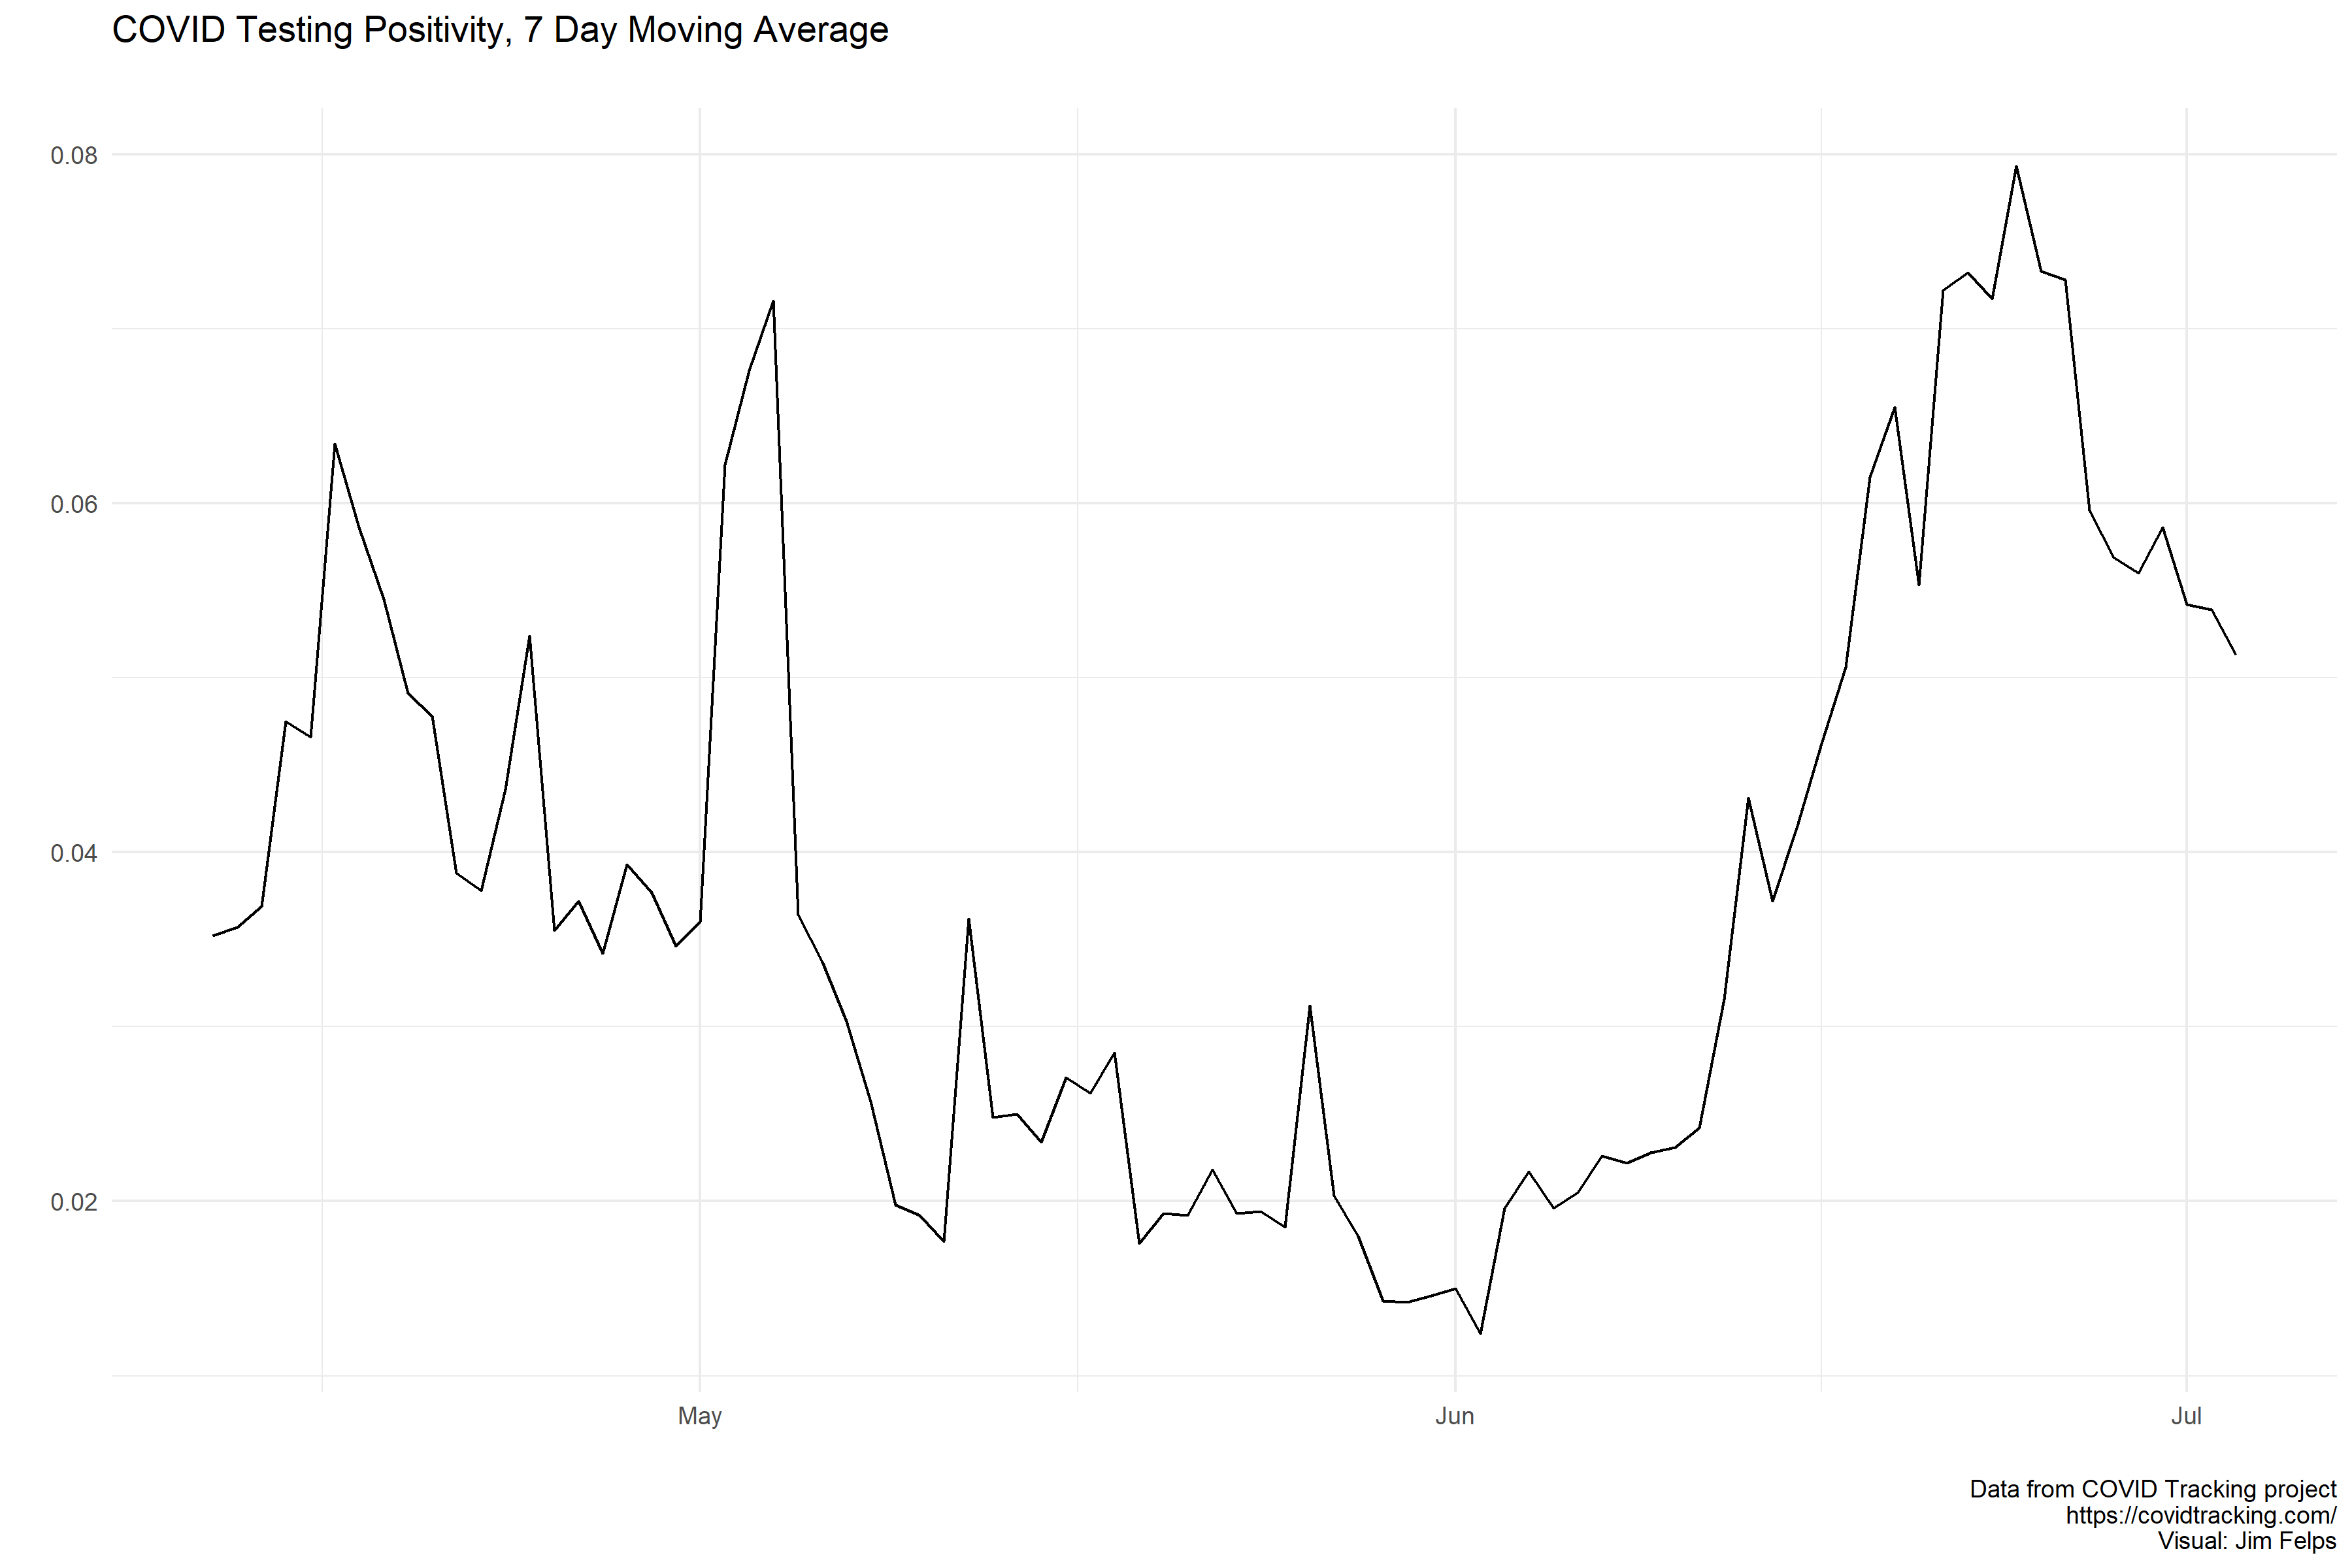 COVID Testing Positivity, 7 Day Moving Average
0.08
0.06
0.04
0.02
May
Jun
Jul
Data from COVID Tracking project
https://covidtracking.com/
Visual: Jim Felps